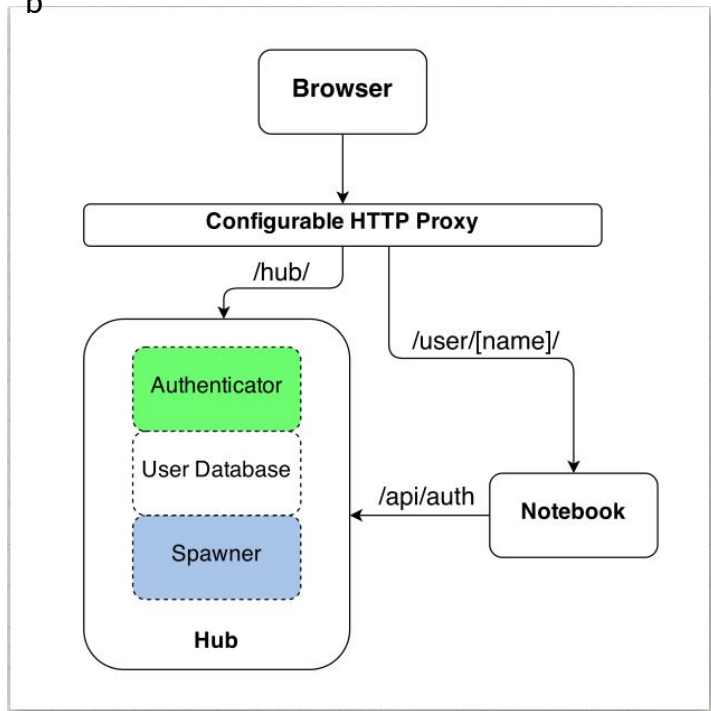 b
Browser
Configurable HTTP Proxy
/hub/
/user/[name]/
Authenticator
User Database
/api/auth
Notebook
Spawner
Hub